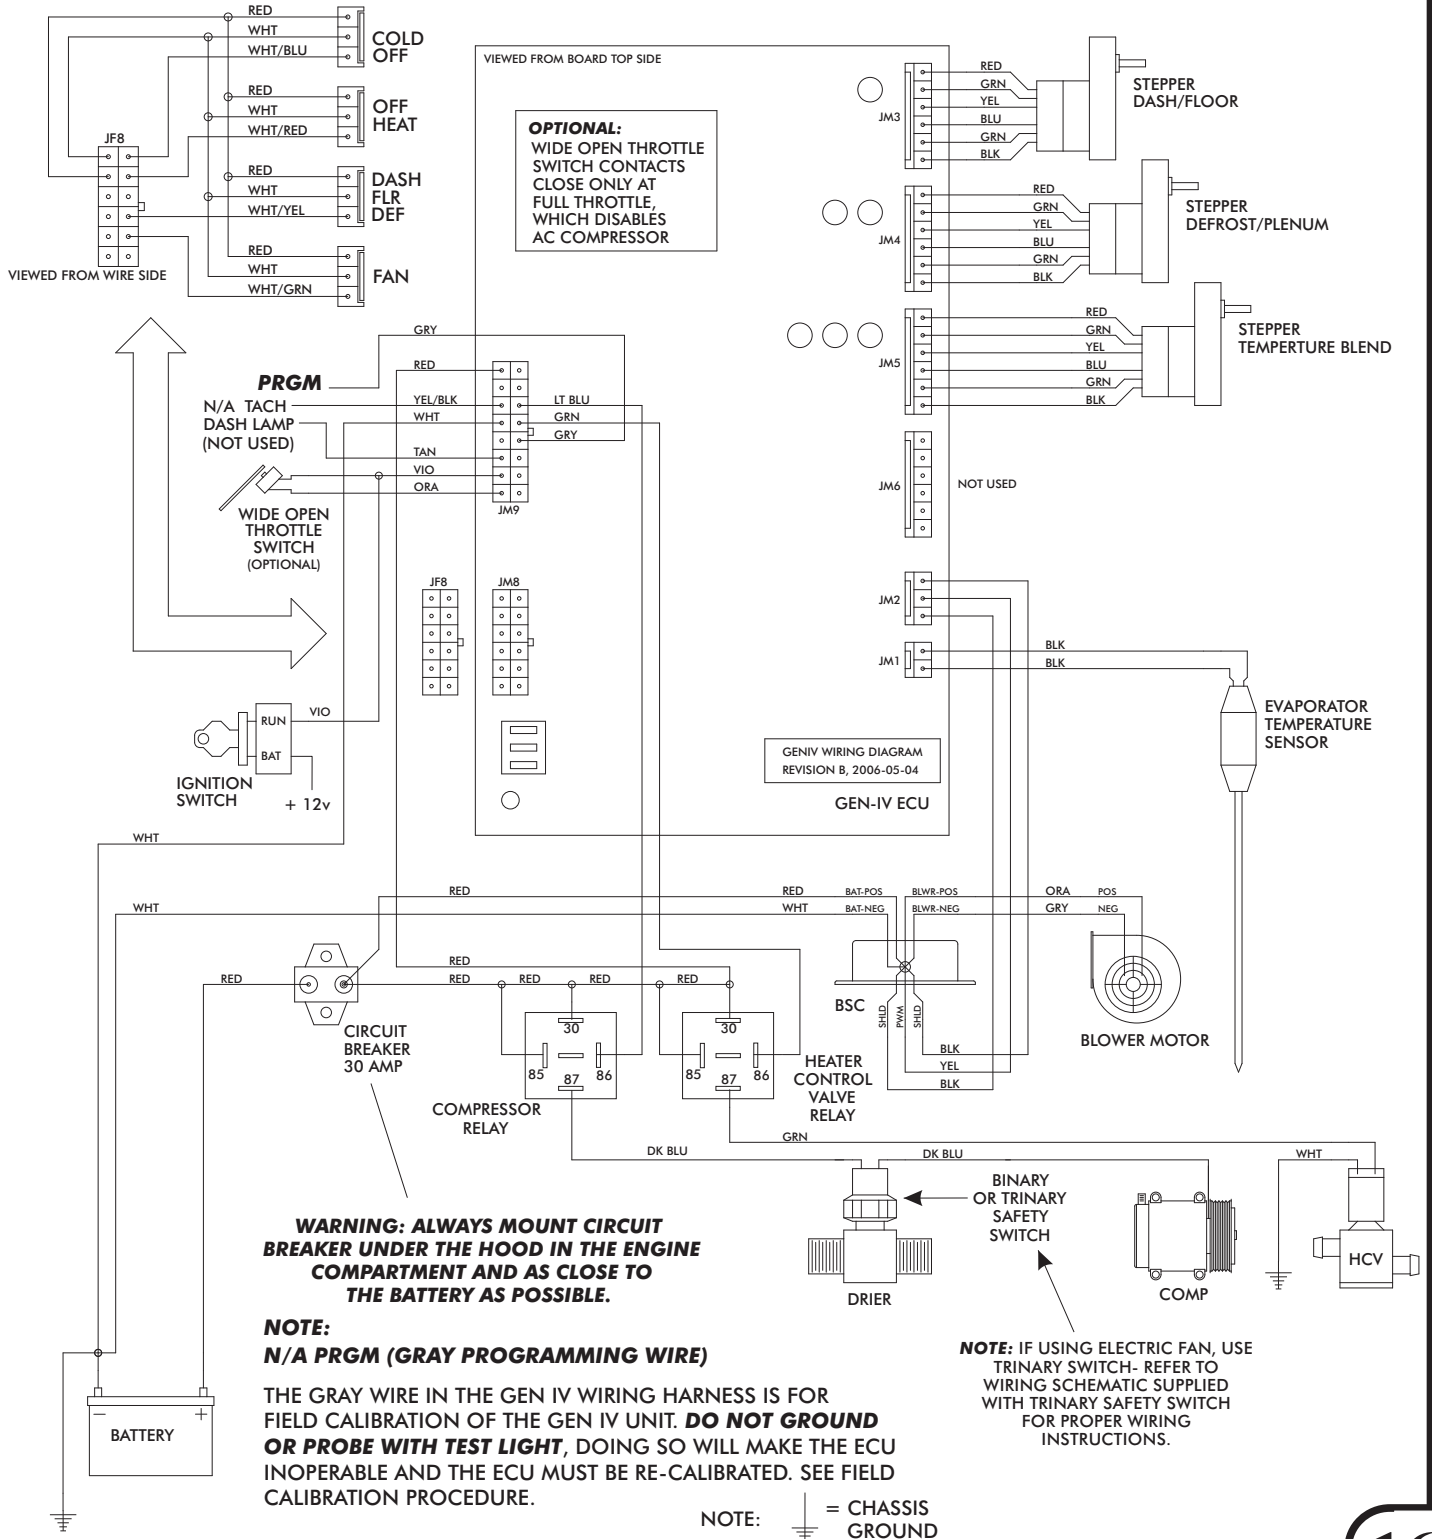 RED
WHT
WHT/BLU
COLD
OFF
RED
WHT
WHT/RED
OFF
HEAT
JF8
RED
WHT
WHT/YEL
DASH
FLR
DEF
RED
WHT
WHT/GRN
FAN
VIEWED FROM WIRE SIDE
VIEWED FROM BOARD TOP SIDE
OPTIONAL:
WIDE OPEN THROTTLE
SWITCH CONTACTS
CLOSE ONLY AT
FULL THROTTLE,
WHICH DISABLES
AC COMPRESSOR
JM3
RED
GRN
YEL
BLU
GRN
BLK
STEPPER
DASH/FLOOR
JM4
RED
GRN
YEL
BLU
GRN
BLK
STEPPER
DEFROST/PLENUM
JM5
RED
GRN
YEL
BLU
GRN
BLK
STEPPER
TEMPERTURE BLEND
JM6
NOT USED
JM2
JM1
BLK
BLK
EVAPORATOR
TEMPERATURE
SENSOR
GRY
RED
PRGM
N/A TACH
DASH LAMP
(NOT USED)
YEL/BLK
WHT
TAN
VIO
ORA
LT BLU
GRN
GRY
JM9
WIDE OPEN
THROTTLE
SWITCH
(OPTIONAL)
JF8
JM8
RUN
BAT
VIO
IGNITION
SWITCH
+ 12v
GENIV WIRING DIAGRAM
REVISION B, 2006-05-04
GEN-IV ECU
WHT
WHT
RED
RED
WHT
BAT-POS
BAT-NEG
BLWR-POS
BLWR-NEG
ORA
GRY
POS
NEG
RED
RED
RED
RED
RED
RED
BSC
SHLD
PWM
SHLD
BLK
YEL
BLK
BLOWER MOTOR
CIRCUIT
BREAKER
30 AMP
30
85
87
86
COMPRESSOR
RELAY
30
85
87
86
HEATER
CONTROL
VALVE
RELAY
GRN
DK BLU
DK BLU
WHT
BINARY
OR TRINARY
SAFETY
SWITCH
DRIER
COMP
HCV
WARNING: ALWAYS MOUNT CIRCUIT
BREAKER UNDER THE HOOD IN THE ENGINE
COMPARTMENT AND AS CLOSE TO
THE BATTERY AS POSSIBLE.
NOTE:
N/A PRGM (GRAY PROGRAMMING WIRE)
THE GRAY WIRE IN THE GEN IV WIRING HARNESS IS FOR
FIELD CALIBRATION OF THE GEN IV UNIT. DO NOT GROUND
OR PROBE WITH TEST LIGHT, DOING SO WILL MAKE THE ECU
INOPERABLE AND THE ECU MUST BE RE-CALIBRATED. SEE FIELD
CALIBRATION PROCEDURE.
NOTE: IF USING ELECTRIC FAN, USE
TRINARY SWITCH- REFER TO
WIRING SCHEMATIC SUPPLIED
WITH TRINARY SAFETY SWITCH
FOR PROPER WIRING
INSTRUCTIONS.
− +
BATTERY
NOTE:
= CHASSIS
GROUND